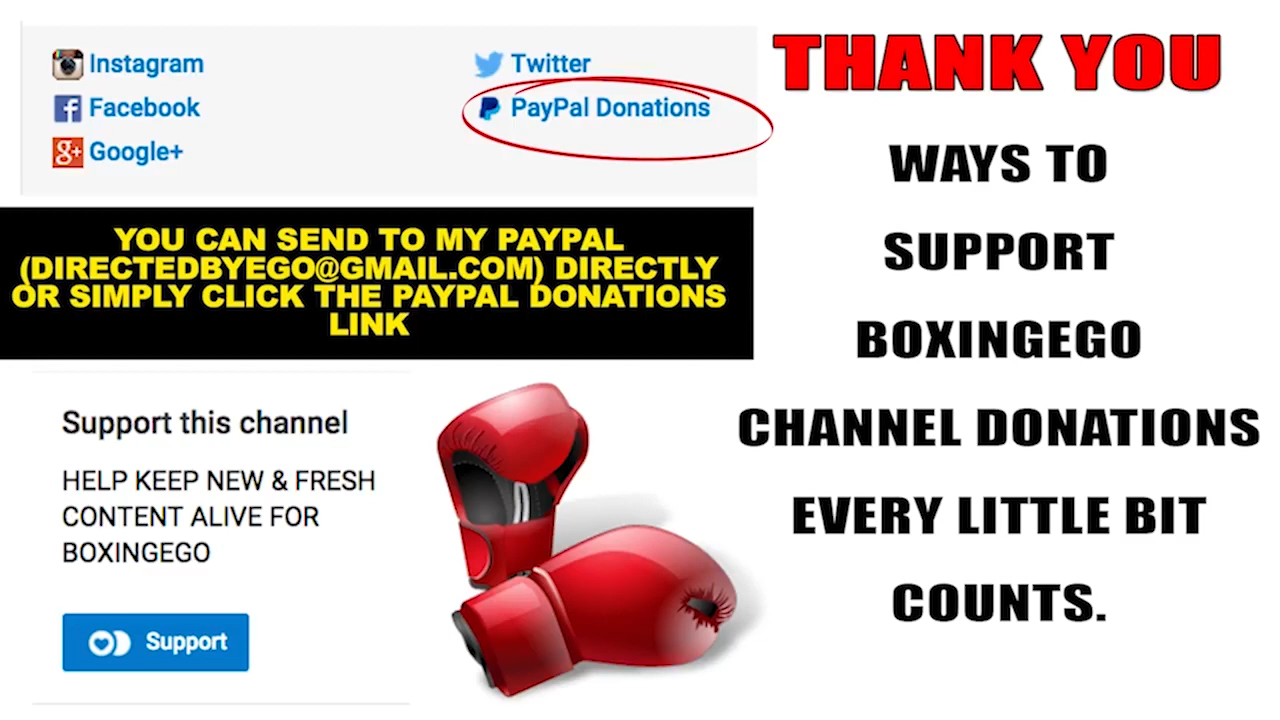 Instagram
Twitter
Facebook
PayPal Donations
Google+
YOU CAN SEND TO MY PAYPAL
(DIRECTEDBYEGO@GMAIL.COM) DIRECTLY
OR SIMPLY CLICK THE PAYPAL DONATIONS
LINK
Support this channel
HELP KEEP NEW & FRESH
CONTENT ALIVE FOR
BOXINGEGO
Support
THANK YOU
WAYS TO
SUPPORT
BOXINGEGO
CHANNEL DONATIONS
EVERY LITTLE BIT
COUNTS.